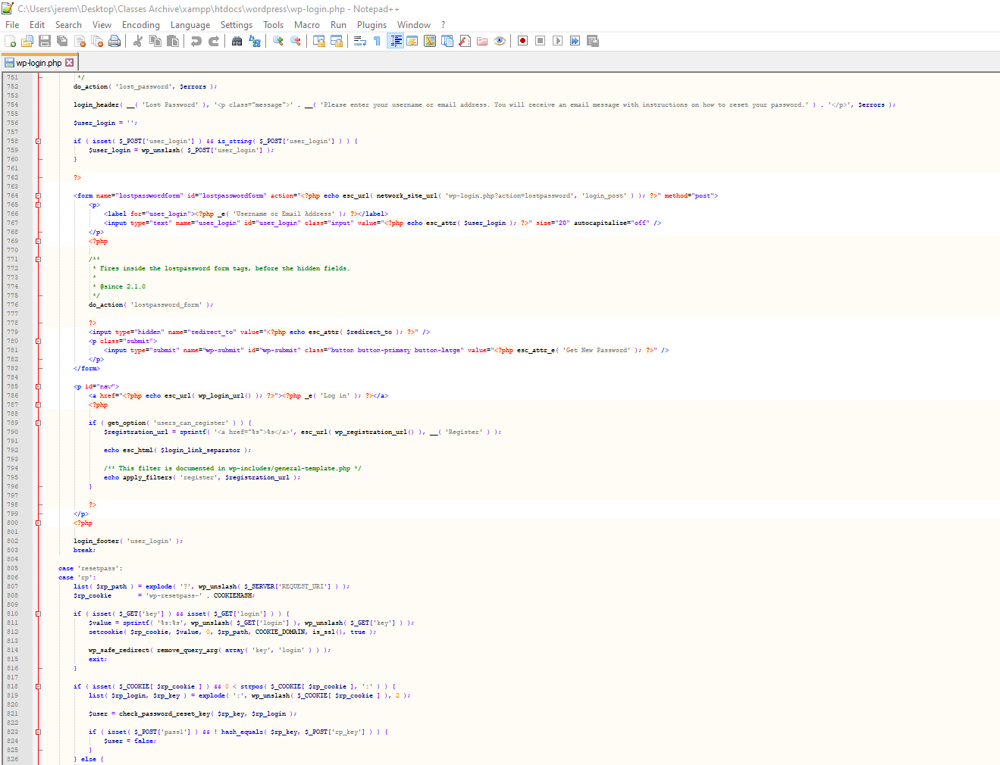 C:\Users\jerem\Desktop\Classes Archive\xampp\htdocs\wordpress\wp-login.php - Notepad++
File Edit Search View Encoding Language Settings Tools Macro Run Plugins Window ?
wp-login.php
751 */
752 do_action( 'lost_password', $errors );
753
754 login_header( __( 'Lost Password' ), '<p class="message">' . __( 'Please enter your username or email address. You will receive an email message with instructions on how to reset your password.' ) . '</p>', $errors );
755
756 $user_login = '';
757
758 if ( isset( $_POST['user_login'] ) && is_string( $_POST['user_login'] ) ) {
759 $user_login = wp_unslash( $_POST['user_login'] );
760 }
761
762 ?>
763
764 <form name="lostpasswordform" id="lostpasswordform" action="<?php echo esc_url( network_site_url( 'wp-login.php?action=lostpassword', 'login_post' ) ); ?>" method="post">
765 <p>
766 <label for="user_login"><?php _e( 'Username or Email Address' ); ?></label>
767 <input type="text" name="user_login" id="user_login" class="input" value="<?php echo esc_attr( $user_login ); ?>" size="20" autocapitalize="off" />
768 </p>
769 <?php
770
771 /**
772 * Fires inside the lostpassword form tags, before the hidden fields.
773 *
774 * @since 2.1.0
775 */
776 do_action( 'lostpassword_form' );
777
778 ?>
779 <input type="hidden" name="redirect_to" value="<?php echo esc_attr( $redirect_to ); ?>" />
780 <p class="submit">
781 <input type="submit" name="wp-submit" id="wp-submit" class="button button-primary button-large" value="<?php esc_attr_e( 'Get New Password' ); ?>" />
782 </p>
783 </form>
784
785 <p id="nav">
786 <a href="<?php echo esc_url( wp_login_url() ); ?>"><?php _e( 'Log in' ); ?></a>
787 <?php
788
789 if ( get_option( 'users_can_register' ) ) {
790 $registration_url = sprintf( '<a href="%s">%s</a>', esc_url( wp_registration_url() ), __( 'Register' ) );
791
792 echo esc_html( $login_link_separator );
793
794 /** This filter is documented in wp-includes/general-template.php */
795 echo apply_filters( 'register', $registration_url );
796 }
797
798 ?>
799 </p>
800 <?php
801
802 login_footer( 'user_login' );
803 break;
804
805 case 'resetpass':
806 case 'rp':
807 list( $rp_path ) = explode( '?', wp_unslash( $_SERVER['REQUEST_URI'] ) );
808 $rp_cookie = 'wp-resetpass-' . COOKIEHASH;
809
810 if ( isset( $_GET['key'] ) && isset( $_GET['login'] ) ) {
811 $value = sprintf( '%s:%s', wp_unslash( $_GET['login'] ), wp_unslash( $_GET['key'] ) );
812 setcookie( $rp_cookie, $value, 0, $rp_path, COOKIE_DOMAIN, is_ssl(), true );
813
814 wp_safe_redirect( remove_query_arg( array( 'key', 'login' ) ) );
815 exit;
816 }
817
818 if ( isset( $_COOKIE[ $rp_cookie ] ) && 0 < strpos( $_COOKIE[ $rp_cookie ], ':' ) ) {
819 list( $rp_login, $rp_key ) = explode( ':', wp_unslash( $_COOKIE[ $rp_cookie ] ), 2 );
820
821 $user = check_password_reset_key( $rp_key, $rp_login );
822
823 if ( isset( $_POST['pass1'] ) && ! hash_equals( $rp_key, $_POST['rp_key'] ) ) {
824 $user = false;
825 }
826 } else {